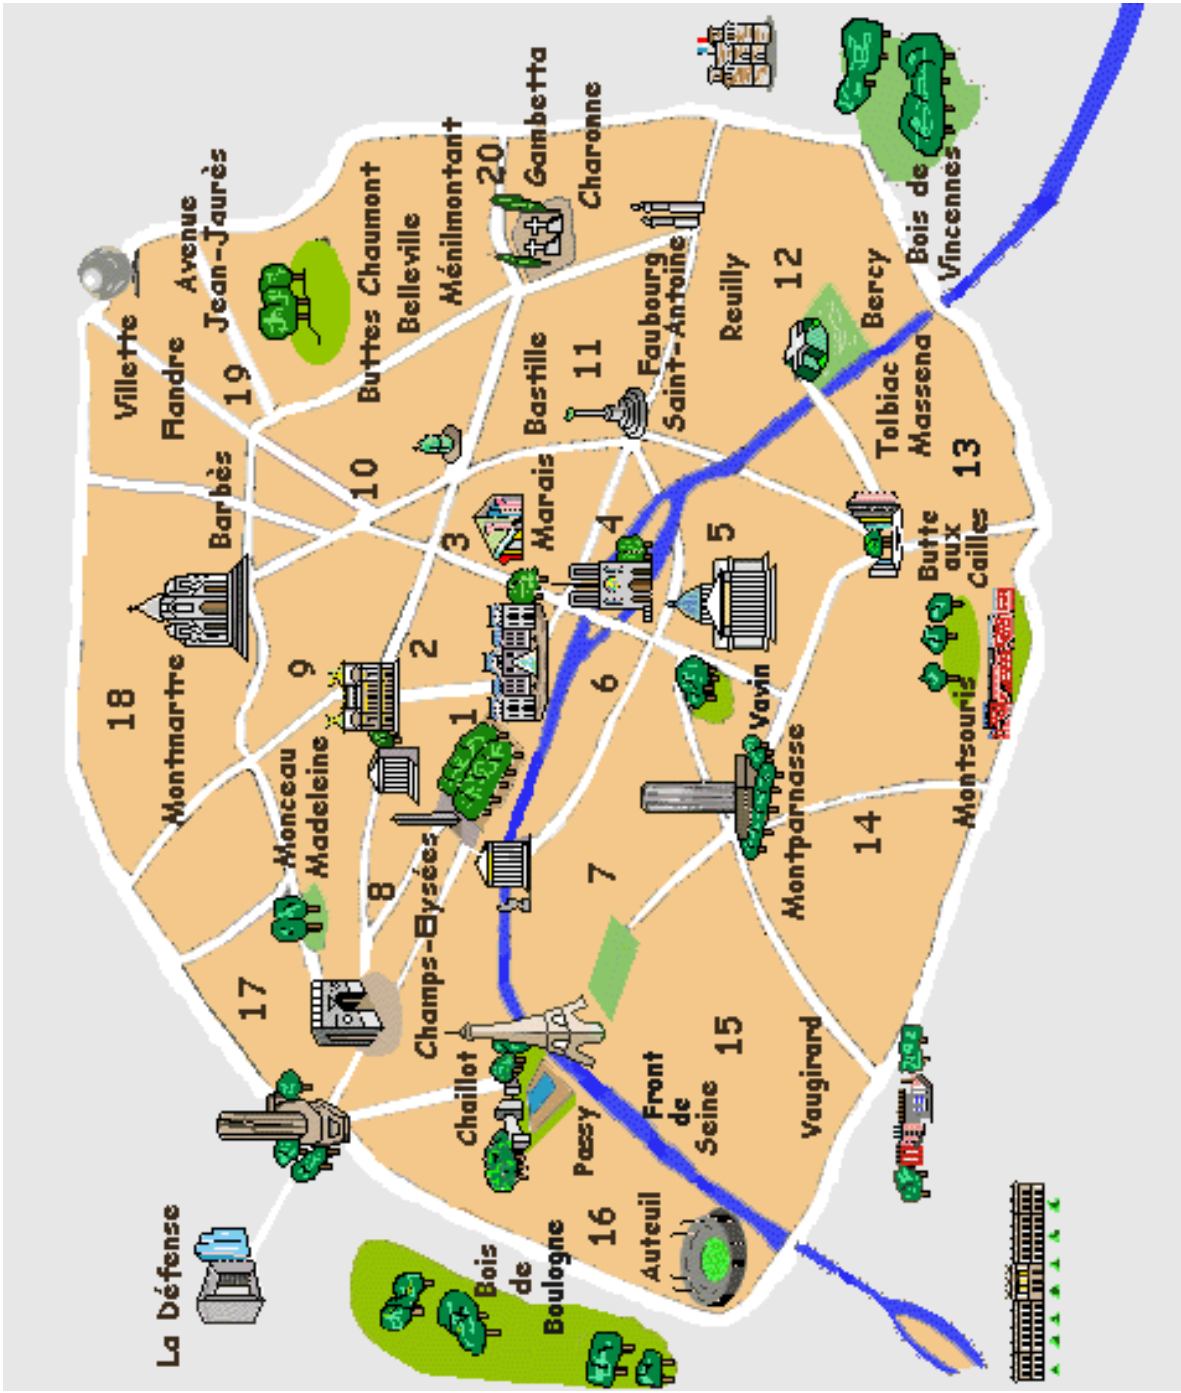 18
Villette
La Défense
Montmartre
Flandre
Avenue
Jean-Jaurès
Barbès
19
17
Monceau
Madeleine
9
10
Buttes Chaumont
8
Belleville
2
Champs-Elysées
Ménilmontant
Chaillot
1
3
20
Bois
de
Boulogne
Marais
Bastille
Gambetta
Passy
11
Charonne
16
7
6
4
Auteuil
Front
de
Seine
Faubourg
Saint-Antoine
15
5
Reuilly
Vavin
Montparnasse
12
Vaugirard
14
Bercy
Tolbiac
Massena
Bois de
Vincennes
13
Butte
aux
Cailles
Montsouris